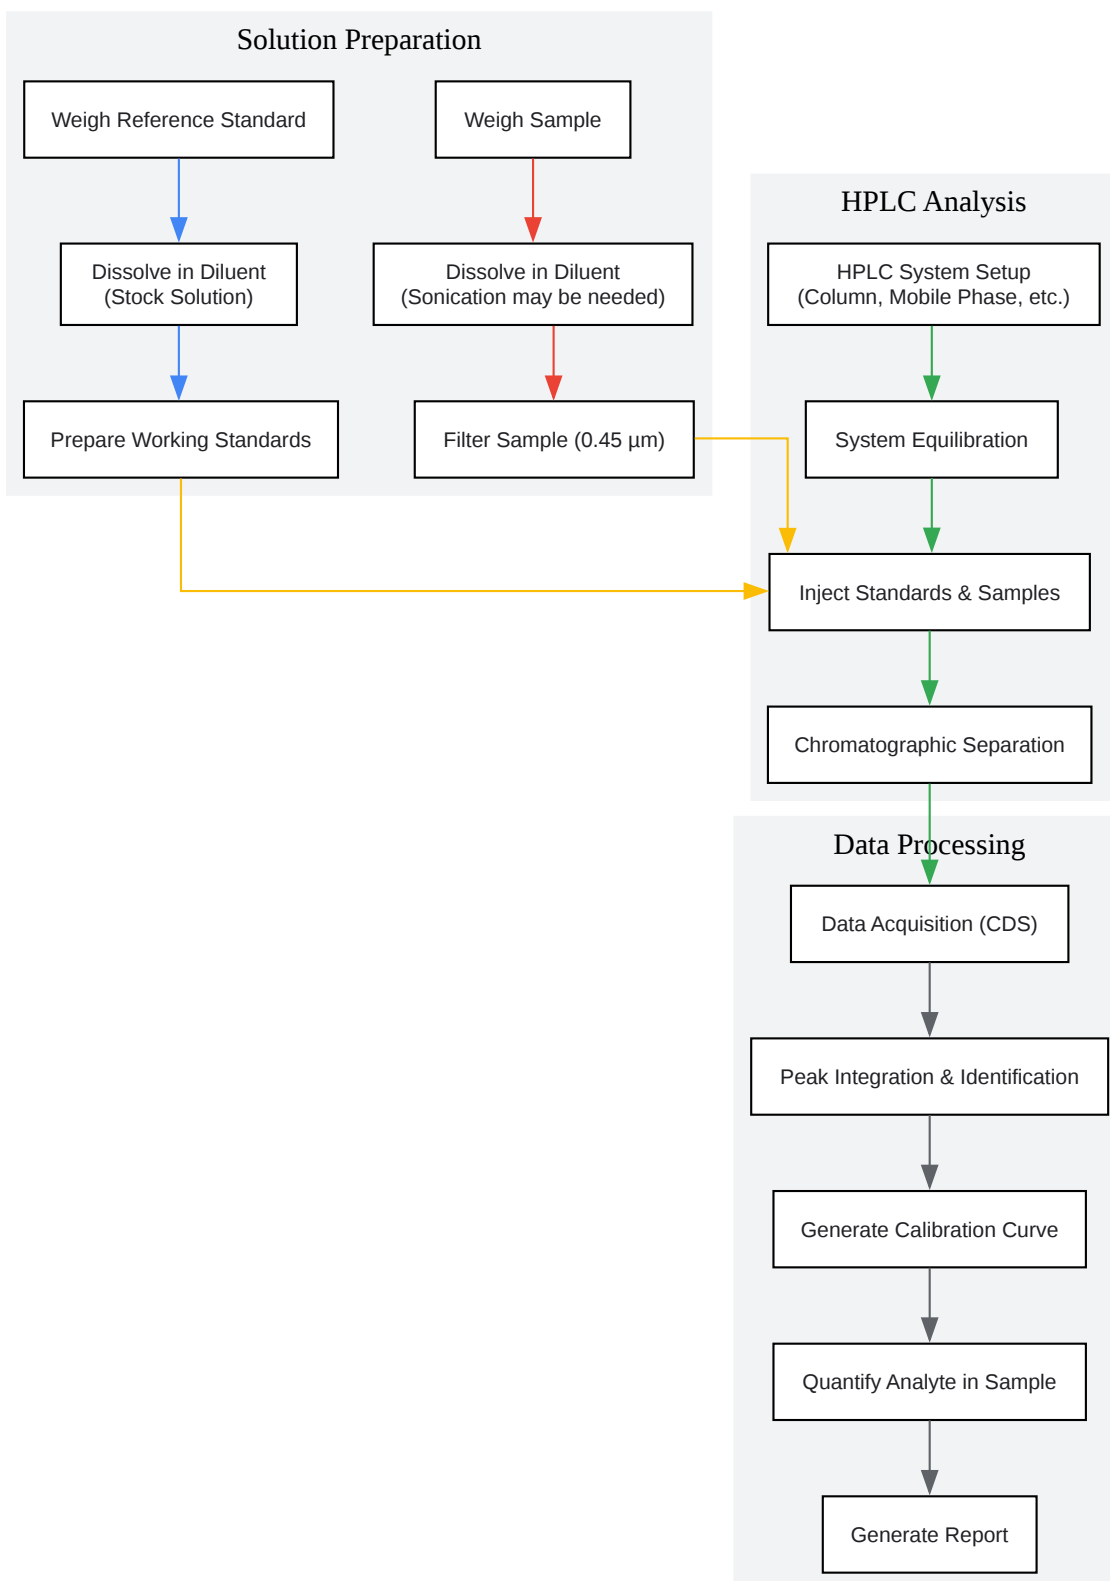 Solution Preparation
Weigh Reference Standard
Weigh Sample
Dissolve in Diluent
(Stock Solution)
Dissolve in Diluent
(Sonication may be needed)
Prepare Working Standards
Filter Sample (0.45 µm)
HPLC Analysis
HPLC System Setup
(Column, Mobile Phase, etc.)
System Equilibration
Inject Standards & Samples
Chromatographic Separation
Data Processing
Data Acquisition (CDS)
Peak Integration & Identification
Generate Calibration Curve
Quantify Analyte in Sample
Generate Report